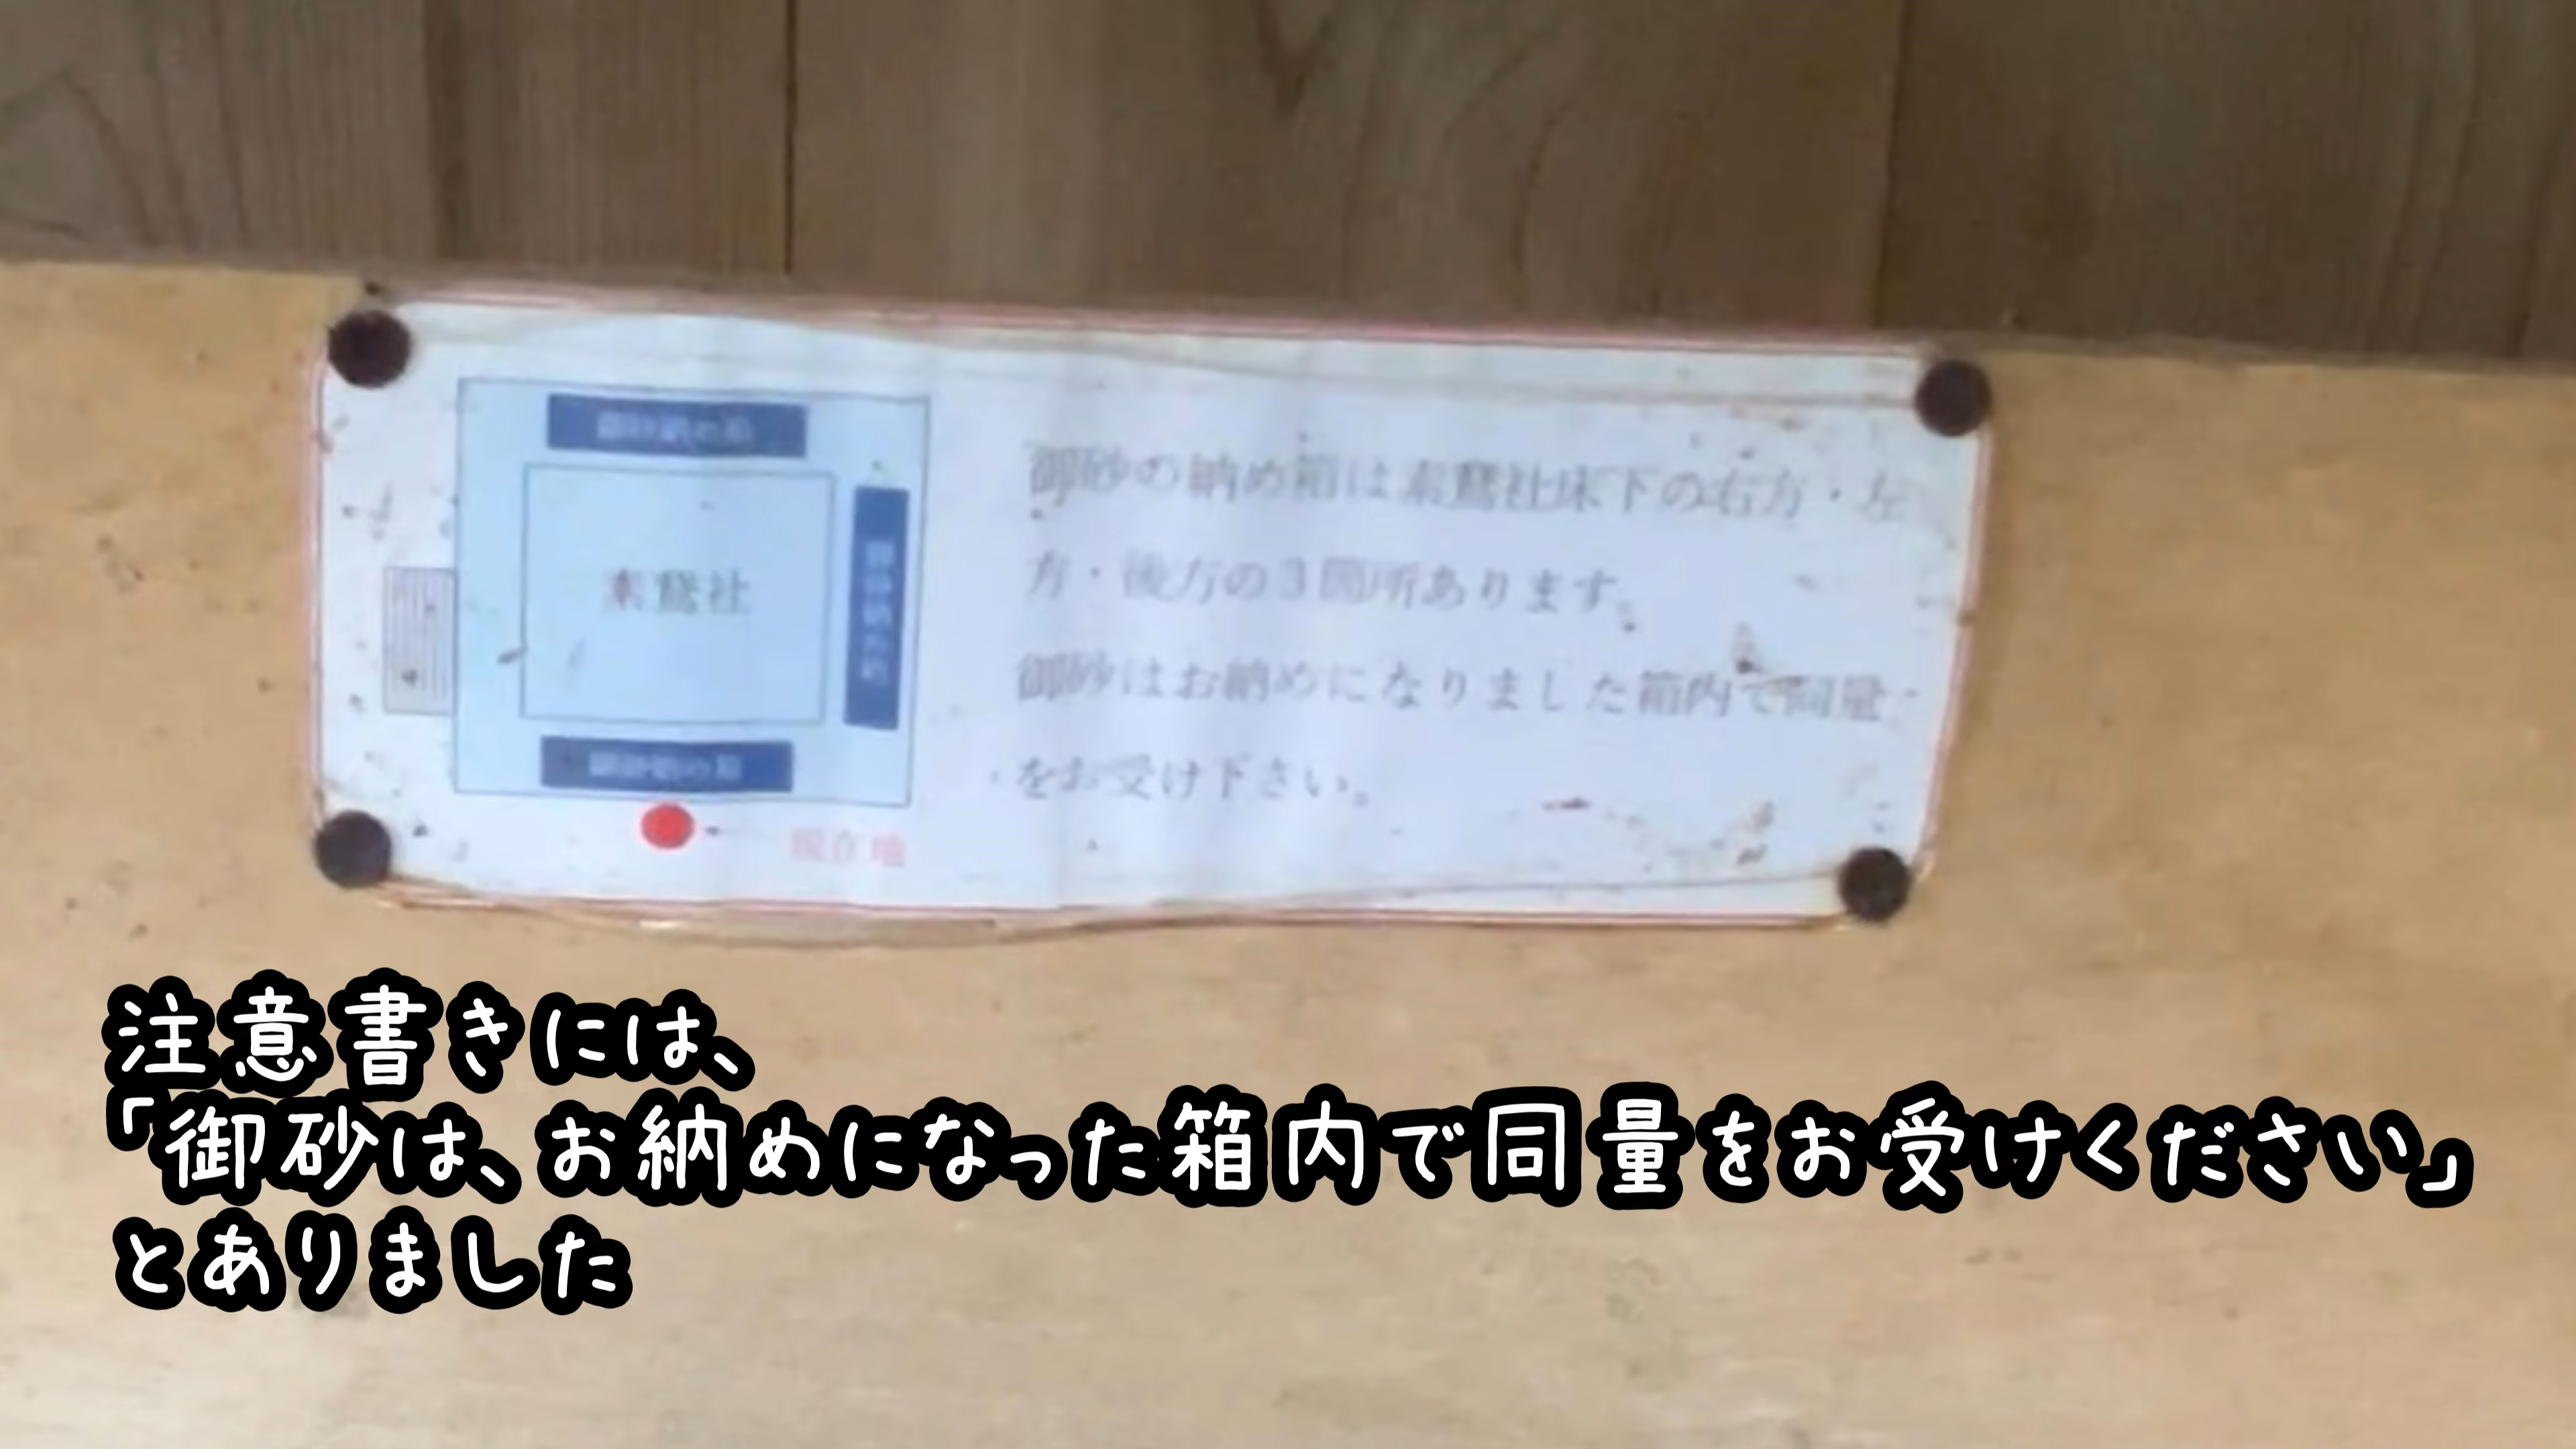 御砂納め箱
素鵞社
御砂納め箱
御砂納め箱
現在地
御砂の納め箱は素鵞社床下の右方・左
方・後方の3箇所あります。
御砂はお納めになりました箱内で同量
をお受け下さい。
注意書きには、
「御砂は、お納めになった箱内で同量をお受けください」
とありました